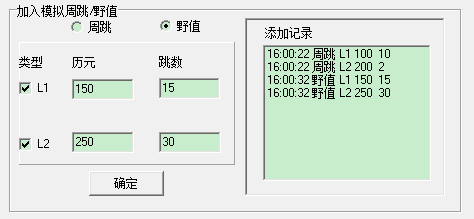 加入模拟周跳/野值
周跳 野值
类型 历元 跳数
L1 150 15
L2 250 30
确定
添加记录
16:00:22 周跳 L1 100 10
16:00:22 周跳 L2 200 2
16:00:32 野值 L1 150 15
16:00:32 野值 L2 250 30